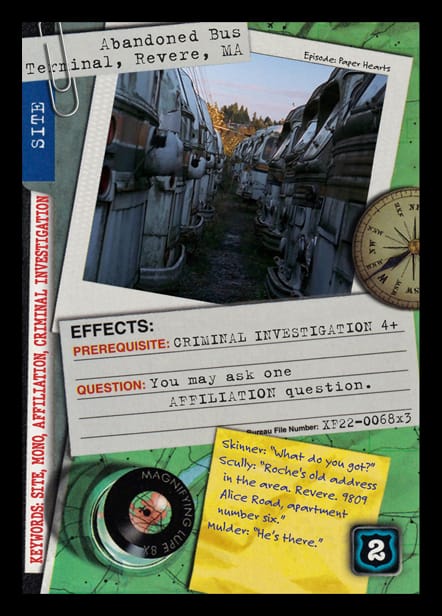 Abandoned Bus
Terminal, Revere, MA
Episode: Paper Hearts
SITE
KEYWORDS: SITE, MONO, AFFILIATION, CRIMINAL INVESTIGATION
EFFECTS:
PREREQUISITE: CRIMINAL INVESTIGATION 4+
QUESTION: You may ask one
AFFILIATION question.
Bureau File Number: XF22-0068x3
Skinner: "What do you got?"
Scully: "Roche's old address
in the area. Revere. 9809
Alice Road, apartment
number six."
Mulder: "He's there."
MAGNIFYING LUPE 8X
2